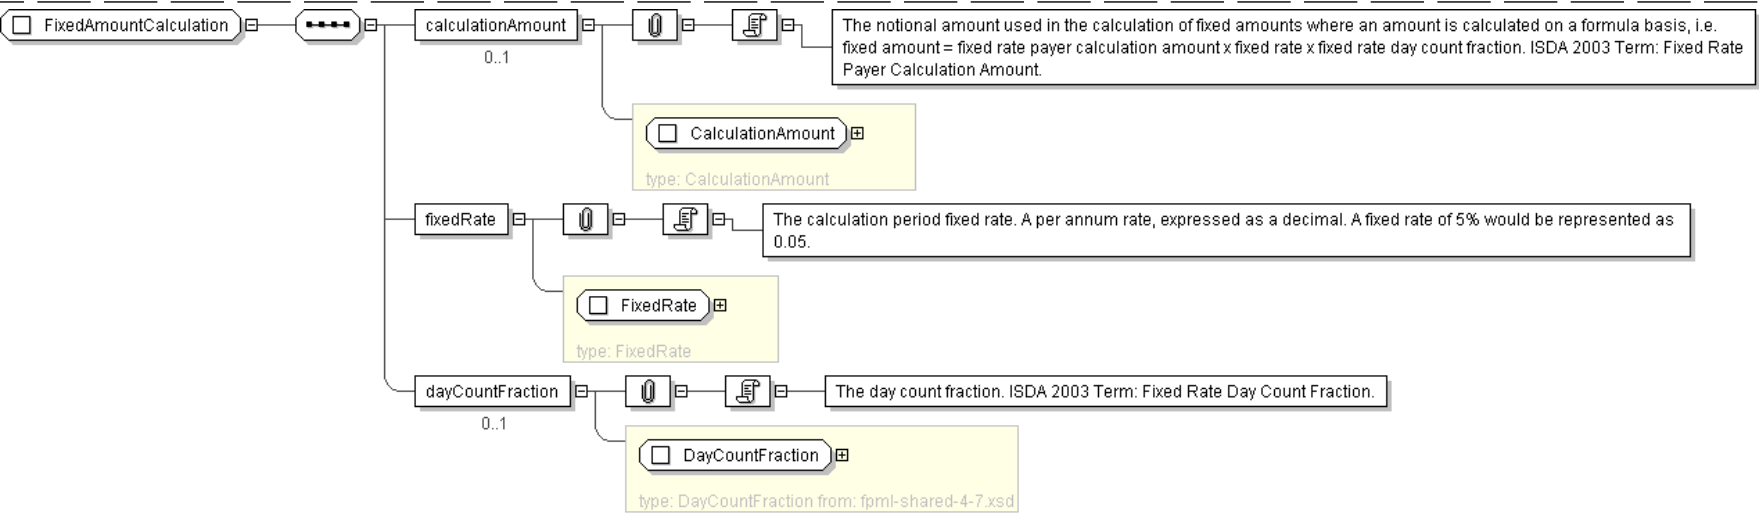 FixedAmountCalculation
calculationAmount
0..1
The notional amount used in the calculation of fixed amounts where an amount is calculated on a formula basis, i.e.
fixed amount = fixed rate payer calculation amount x fixed rate x fixed rate day count fraction. ISDA 2003 Term: Fixed Rate
Payer Calculation Amount.
CalculationAmount
type: CalculationAmount
fixedRate
The calculation period fixed rate. A per annum rate, expressed as a decimal. A fixed rate of 5% would be represented as
0.05.
FixedRate
type: FixedRate
dayCountFraction
0..1
The day count fraction. ISDA 2003 Term: Fixed Rate Day Count Fraction.
DayCountFraction
type: DayCountFraction from: fpml-shared-4-7.xsd